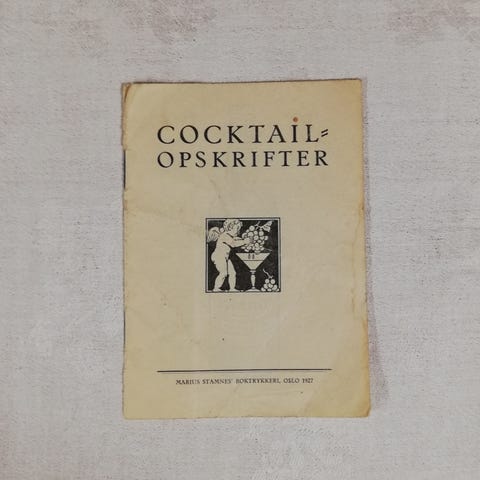 COCKTAIL=
OPSKRIFTER
MARIUS STAMNES' BOKTRYKKERI, OSLO 1927